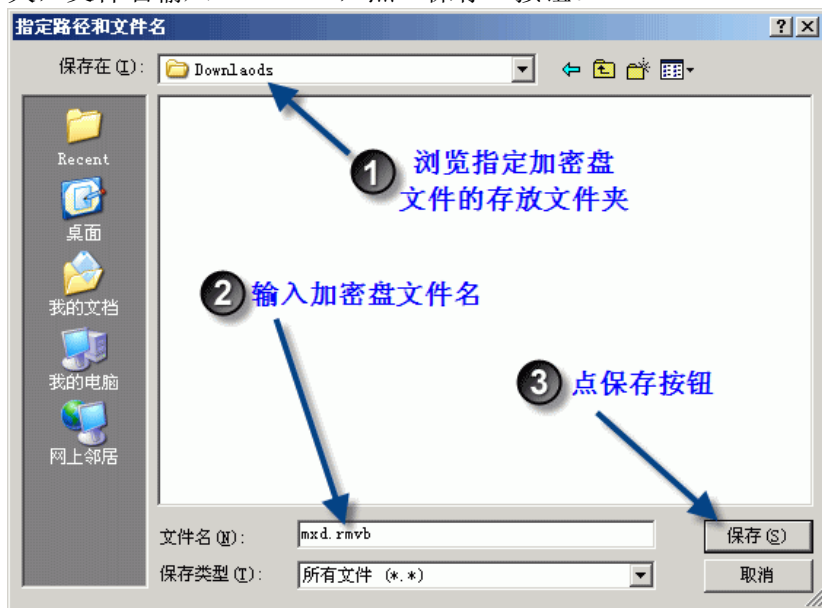 指定路径和文件名
保存在(I):
Downlaods
Recent
桌面
我的文档
我的电脑
网上邻居
1 浏览指定加密盘
文件的存放文件夹
2 输入加密盘文件名
3 点保存按钮
文件名(N):
mxd.rmvb
保存(S)
保存类型(T):
所有文件 (*.*)
取消